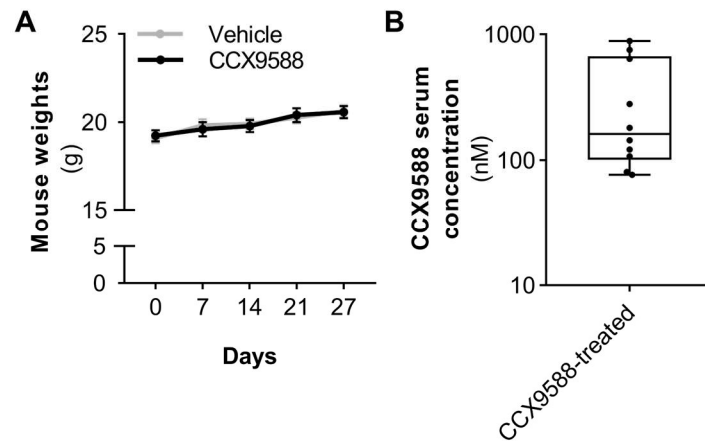 A
Mouse weights
(g)
25
20
15
5
0
Vehicle
CCX9588
0 7 14 21 27
Days
B
CCX9588 serum
concentration
(nM)
1000
100
10
CCX9588-treated